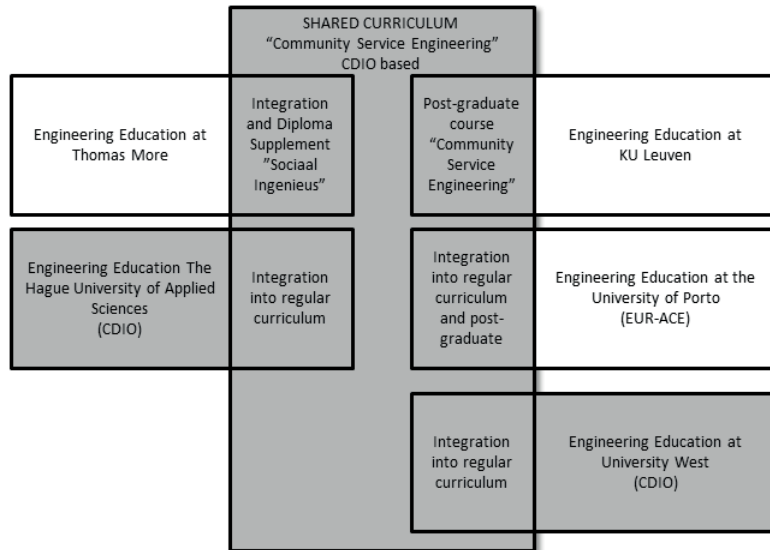 SHARED CURRICULUM
“Community Service Engineering”
CDIO based
Engineering Education at
Thomas More
Integration
and Diploma
Supplement
”Sociaal
Ingenieus”
Post-graduate
course
“Community
Service
Engineering”
Engineering Education at
KU Leuven
Engineering Education The
Hague University of Applied
Sciences
(CDIO)
Integration
into regular
curriculum
Integration
into regular
curriculum
and post-
graduate
Engineering Education at the
University of Porto
(EUR-ACE)
Integration
into regular
curriculum
Engineering Education at
University West
(CDIO)